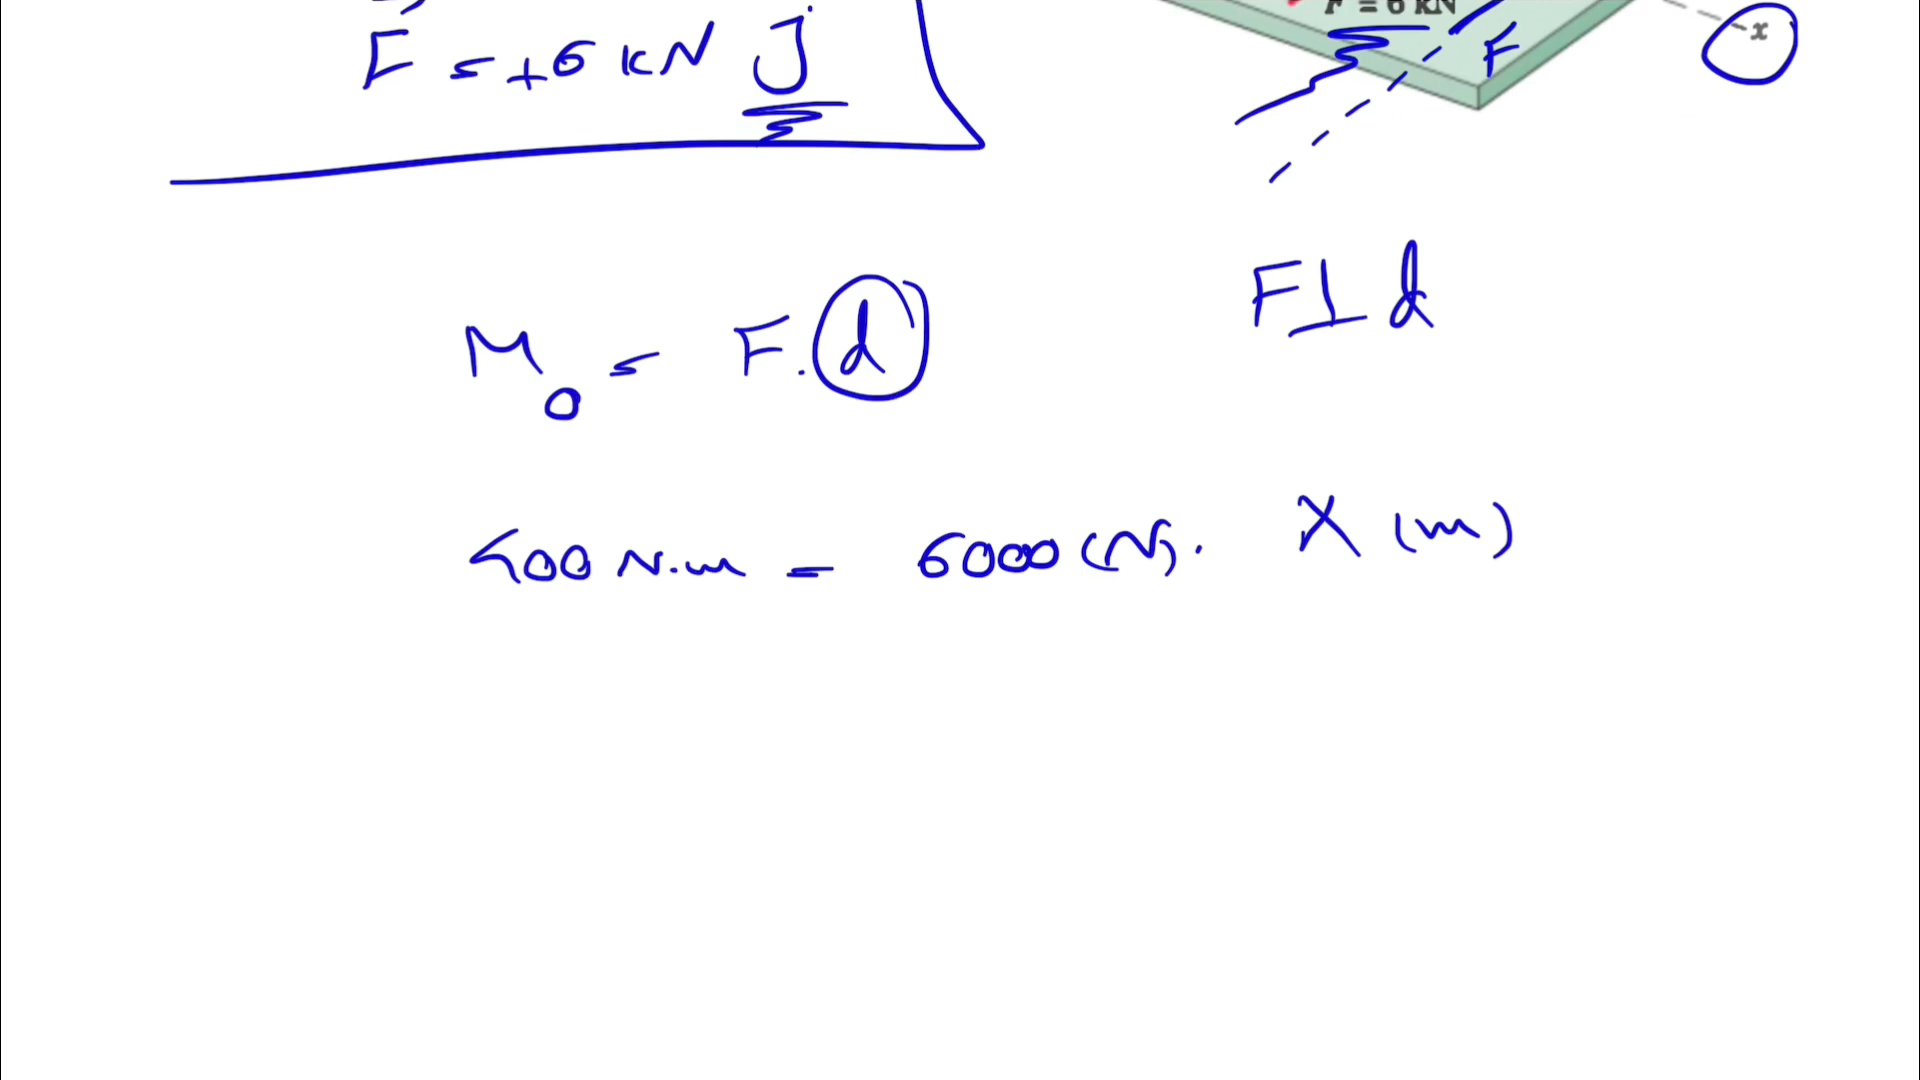 F = 6 kN
x
F = +6 kN j
F
F ⊥ d
M_O = F. d
400 N.m = 6000 (N). X (m)